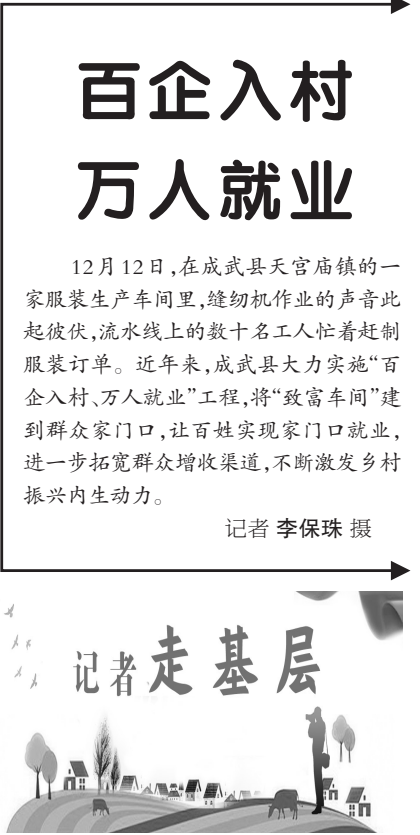 百企入村
万人就业
12月12日,在成武县天宫庙镇的一
家服装生产车间里,缝纫机作业的声音此
起彼伏,流水线上的数十名工人忙着赶制
服装订单。近年来,成武县大力实施“百
企入村、万人就业”工程,将“致富车间”建
到群众家门口,让百姓实现家门口就业,
进一步拓宽群众增收渠道,不断激发乡村
振兴内生动力。
记者 李保珠 摄
记者走基层